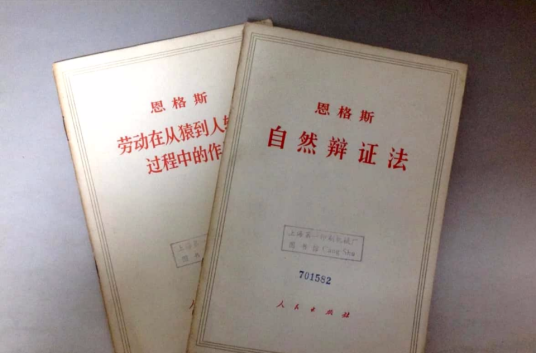 恩格斯
劳动在从猿到人转
过程中的作
恩格斯
自然辩证法
701582
人民出版社